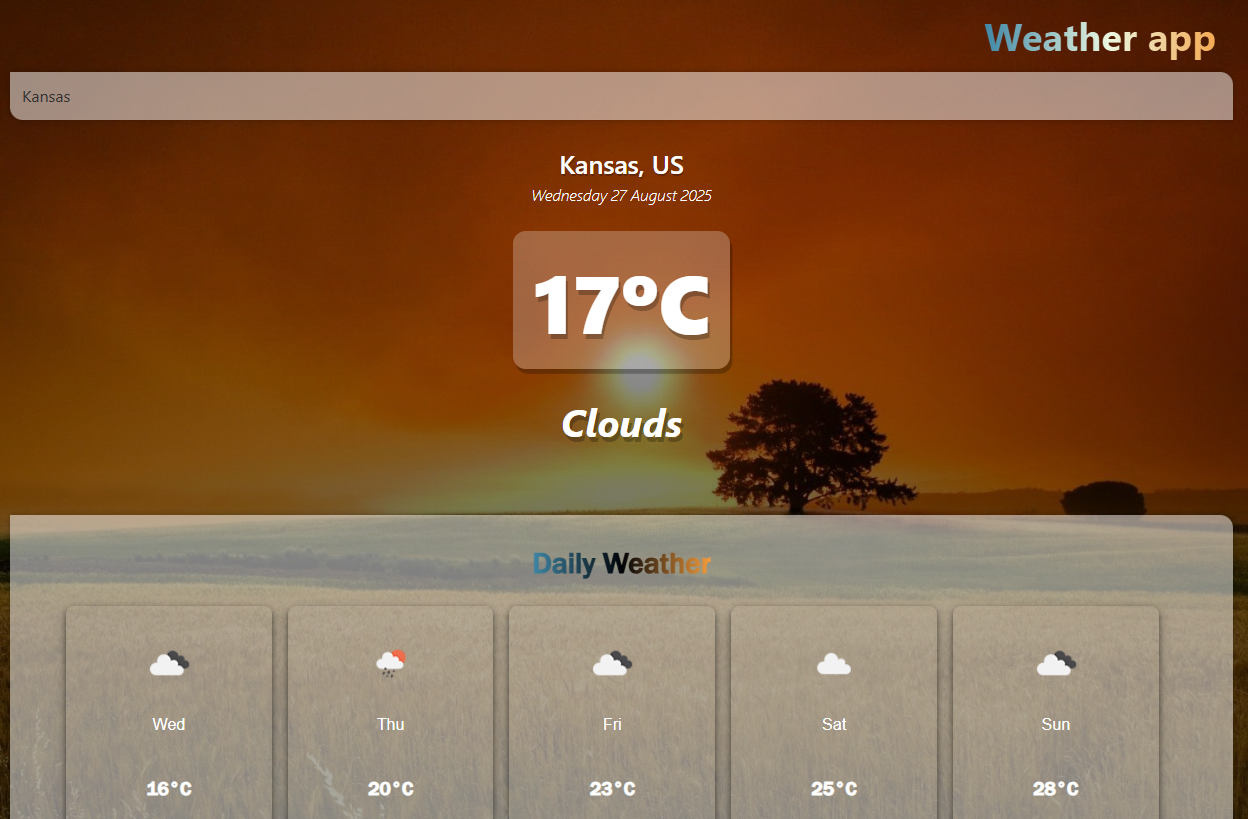 Weather app
Kansas
Kansas, US
Wednesday 27 August 2025
17°C
Clouds
Daily Weather
Wed Thu Fri Sat Sun
16°C 20°C 23°C 25°C 28°C